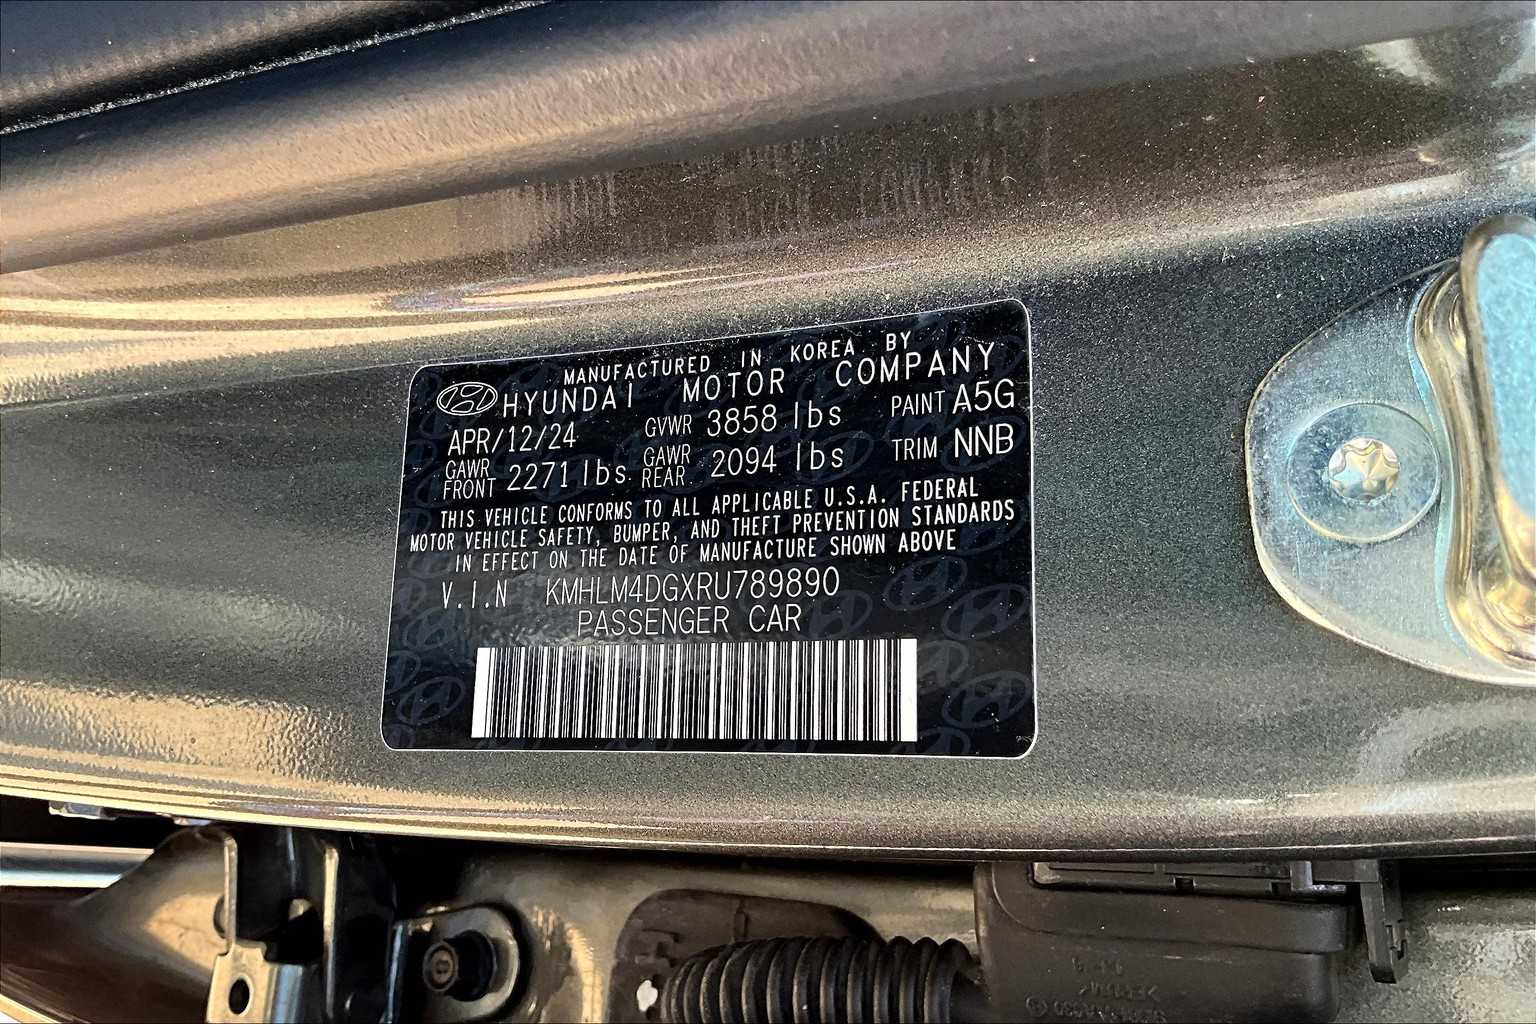 MANUFACTURED IN KOREA BY
HYUNDAI MOTOR COMPANY
APR/12/24 GVWR 3858 lbs PAINT A5G
GAWR FRONT 2271 lbs GAWR REAR 2094 lbs TRIM NNB
THIS VEHICLE CONFORMS TO ALL APPLICABLE U.S.A. FEDERAL
MOTOR VEHICLE SAFETY, BUMPER, AND THEFT PREVENTION STANDARDS
IN EFFECT ON THE DATE OF MANUFACTURE SHOWN ABOVE
V.I.N KMHLM4DGXRU789890
PASSENGER CAR